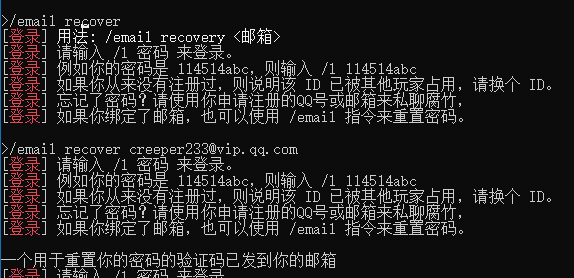 >/email recover
[登录] 用法: /email recovery <邮箱>
[登录] 请输入 /l 密码 来登录。
[登录] 例如你的密码是 114514abc，则输入 /l 114514abc
[登录] 如果你从来没有注册过，则说明该 ID 已被其他玩家占用，请换个 ID。
[登录] 忘记了密码？请使用你申请注册的QQ号或邮箱来私聊腐竹，
[登录] 如果你绑定了邮箱，也可以使用 /email 指令来重置密码。
>/email recover creeper233@vip.qq.com
[登录] 请输入 /l 密码 来登录。
[登录] 例如你的密码是 114514abc，则输入 /l 114514abc
[登录] 如果你从来没有注册过，则说明该 ID 已被其他玩家占用，请换个 ID。
[登录] 忘记了密码？请使用你申请注册的QQ号或邮箱来私聊腐竹，
[登录] 如果你绑定了邮箱，也可以使用 /email 指令来重置密码。
一个用于重置你的密码的验证码已发到你的邮箱
[登录] 请输入 /l 密码 来登录